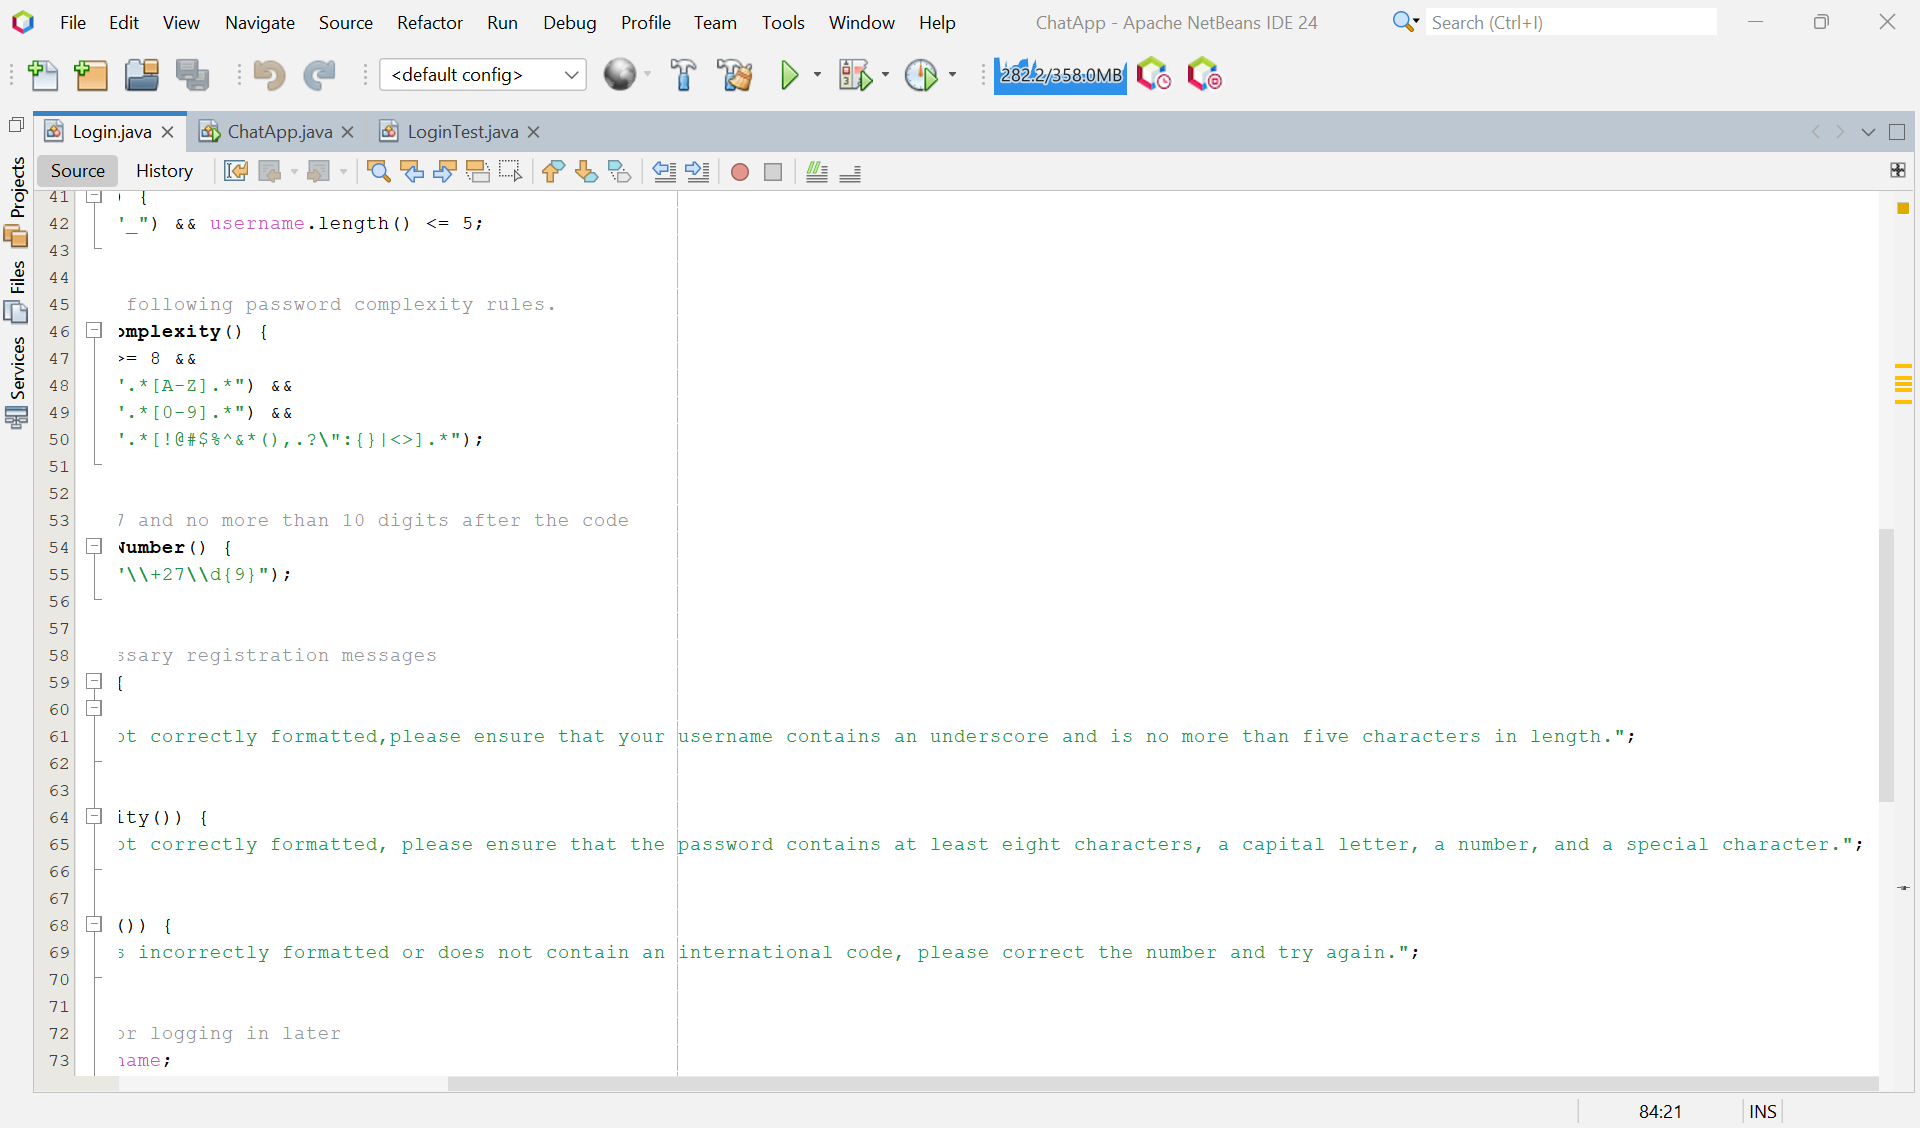 File Edit View Navigate Source Refactor Run Debug Profile Team Tools Window Help ChatApp - Apache NetBeans IDE 24 Search (Ctrl+I)
<default config> 282.2/358.0MB
Login.java ChatApp.java LoginTest.java
Source History
Projects
Files
Services
41 ) {
42 "_") && username.length() <= 5;
43
44
45 following password complexity rules.
46 omplexity() {
47 >= 8 &&
48 ".*[A-Z].*") &&
49 ".*[0-9].*") &&
50 ".*[!@#$%^&*(),.?\":{}|<>].*");
51
52
53 7 and no more than 10 digits after the code
54 Number() {
55 "\\+27\\d{9}");
56
57
58 ssary registration messages
59 {
60
61 ot correctly formatted,please ensure that your username contains an underscore and is no more than five characters in length.";
62
63
64 ity()) {
65 ot correctly formatted, please ensure that the password contains at least eight characters, a capital letter, a number, and a special character.";
66
67
68 ()) {
69 s incorrectly formatted or does not contain an international code, please correct the number and try again.";
70
71
72 or logging in later
73 name;
84:21 INS